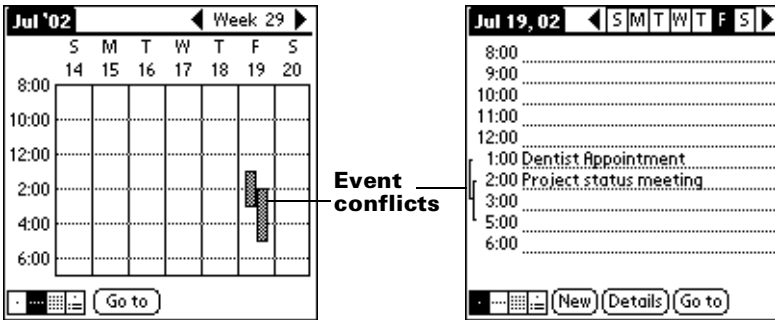 Jul '02 Week 29
S M T W T F S
14 15 16 17 18 19 20
8:00
10:00
12:00
2:00
4:00
6:00
Go to
Event
conflicts
Jul 19, 02 S M T W T F S
8:00
9:00
10:00
11:00
12:00
1:00 Dentist Appointment
2:00 Project status meeting
3:00
5:00
6:00
New Details Go to